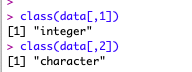 >
> class(data[,1])
[1] "integer"
> class(data[,2])
[1] "character"